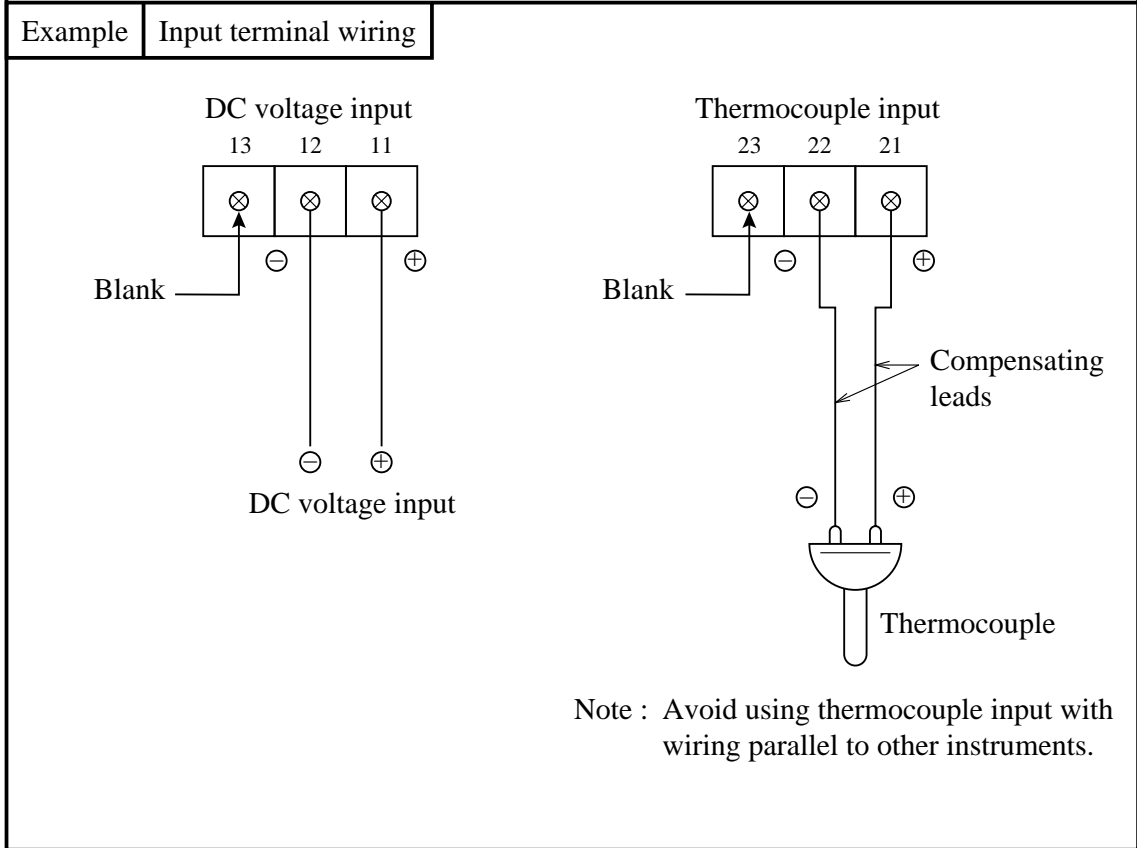 Example Input terminal wiring
DC voltage input
13 12 11
⊖ ⊕
Blank
⊖ ⊕
DC voltage input
Thermocouple input
23 22 21
⊖ ⊕
Blank
Compensating
leads
⊖ ⊕
Thermocouple
Note : Avoid using thermocouple input with
wiring parallel to other instruments.